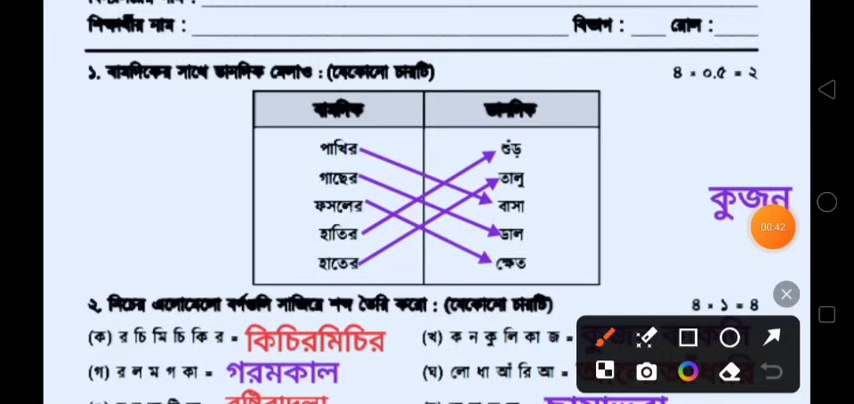 শিক্ষার্থীর নাম : বিভাগ : রোল :
১. বামদিকের সাথে ডানদিক মেলাও : (যেকোনো চারটি) ৪ × ০.৫ = ২
বামদিক ডানদিক
পাখির শুঁড়
গাছের তালু
ফসলের বাসা
হাতির ডাল
হাতের ক্ষেত
কুজন
00:42
২. নিচের এলোমেলো বর্ণগুলি সাজিয়ে শব্দ তৈরি করো : (যেকোনো চারটি) ৪ × ১ = ৪
(ক) র চি মি চি কি র = কিচিরমিচির (খ) ক ন কু লি কা জ =
(গ) র ল ম গ কা = গরমকাল (ঘ) লো ধা আঁ রি আ =